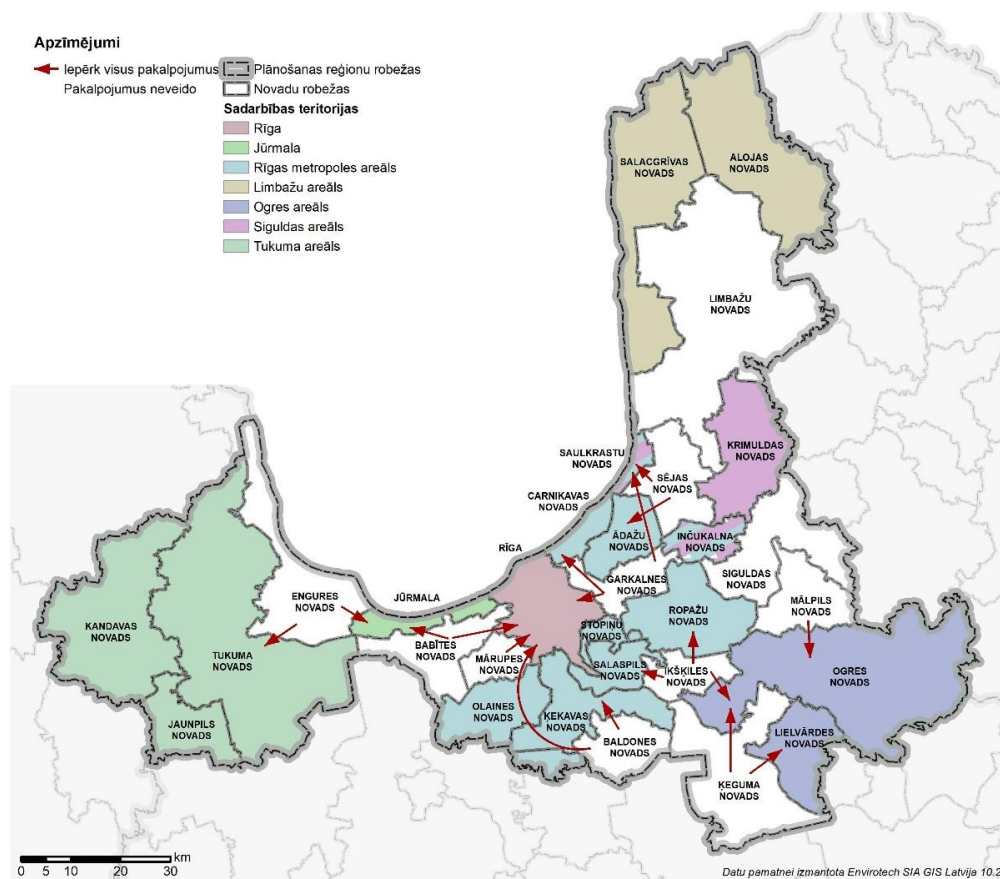 Apzīmējumi
Iepērk visus pakalpojumus
Pakalpojumus neveido
Plānošanas reģionu robežas
Novadu robežas
Sadarbības teritorijas
Rīga
Jūrmala
Rīgas metropoles areāls
Limbažu areāls
Ogres areāls
Siguldas areāls
Tukuma areāls
SALACGRĪVAS
NOVADS
ALOJAS
NOVADS
LIMBAŽU
NOVADS
KRIMULDAS
NOVADS
SAULKRASTU
NOVADS
SĒJAS
NOVADS
CARNIKAVAS
NOVADS
ĀDAŽU
NOVADS
INČUKALNA
NOVADS
RĪGA
GARKALNES
NOVADS
SIGULDAS
NOVADS
MĀLPILS
NOVADS
JŪRMALA
ENGURES
NOVADS
ROPAŽU
NOVADS
KANDAVAS
NOVADS
TUKUMA
NOVADS
BABĪTES
NOVADS
STOPIŅU
NOVADS
MĀRUPES
NOVADS
SALASPILS
NOVADS
IKŠĶILES
NOVADS
OGRES
NOVADS
JAUNPILS
NOVADS
OLAINES
NOVADS
ĶEKAVAS
NOVADS
BALDONES
NOVADS
LIELVĀRDES
NOVADS
ĶEGUMA
NOVADS
km
0 5 10 20 30
Datu pamatnei izmantota Envirotech SIA GIS Latvija 10.2